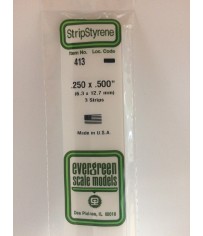 StripStyrene
Item No. Loc. Code
413
.250 x .500"
(6.3 x 12.7 mm)
3 Strips
Made in U.S.A
evergreen
scale models
Des Plaines, IL 60018